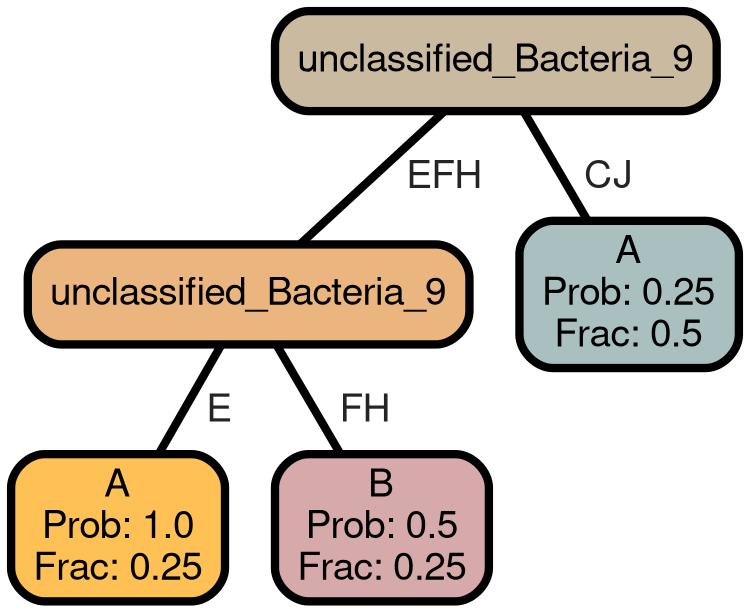 unclassified_Bacteria_9
EFH
CJ
unclassified_Bacteria_9
A
Prob: 0.25
Frac: 0.5
E
FH
A
Prob: 1.0
Frac: 0.25
B
Prob: 0.5
Frac: 0.25